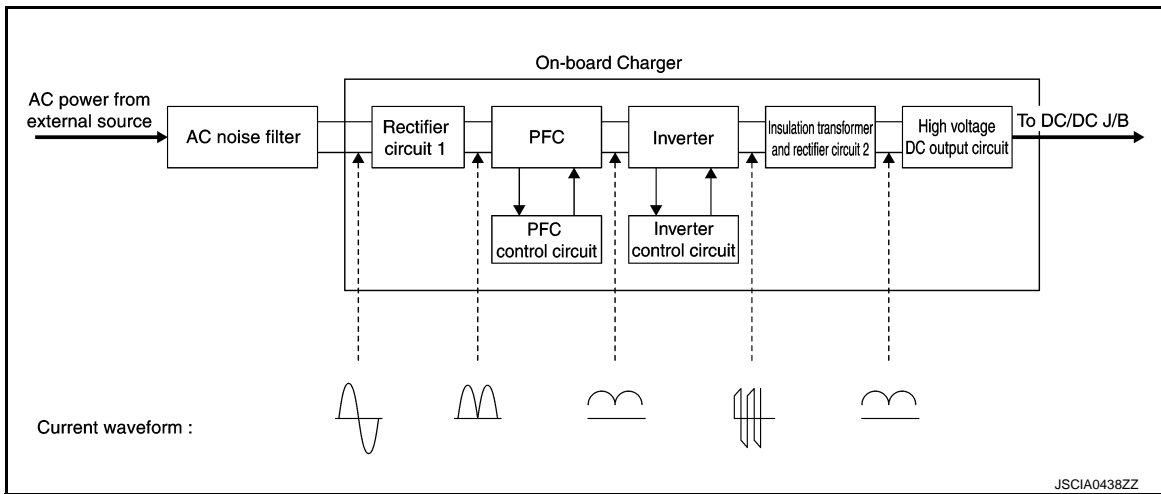 On-board Charger
AC power from
external source
AC noise filter
Rectifier
circuit 1
PFC
Inverter
Insulation transformer
and rectifier circuit 2
High voltage
DC output circuit
To DC/DC J/B
PFC
control circuit
Inverter
control circuit
Current waveform :
JSCIA0438ZZ